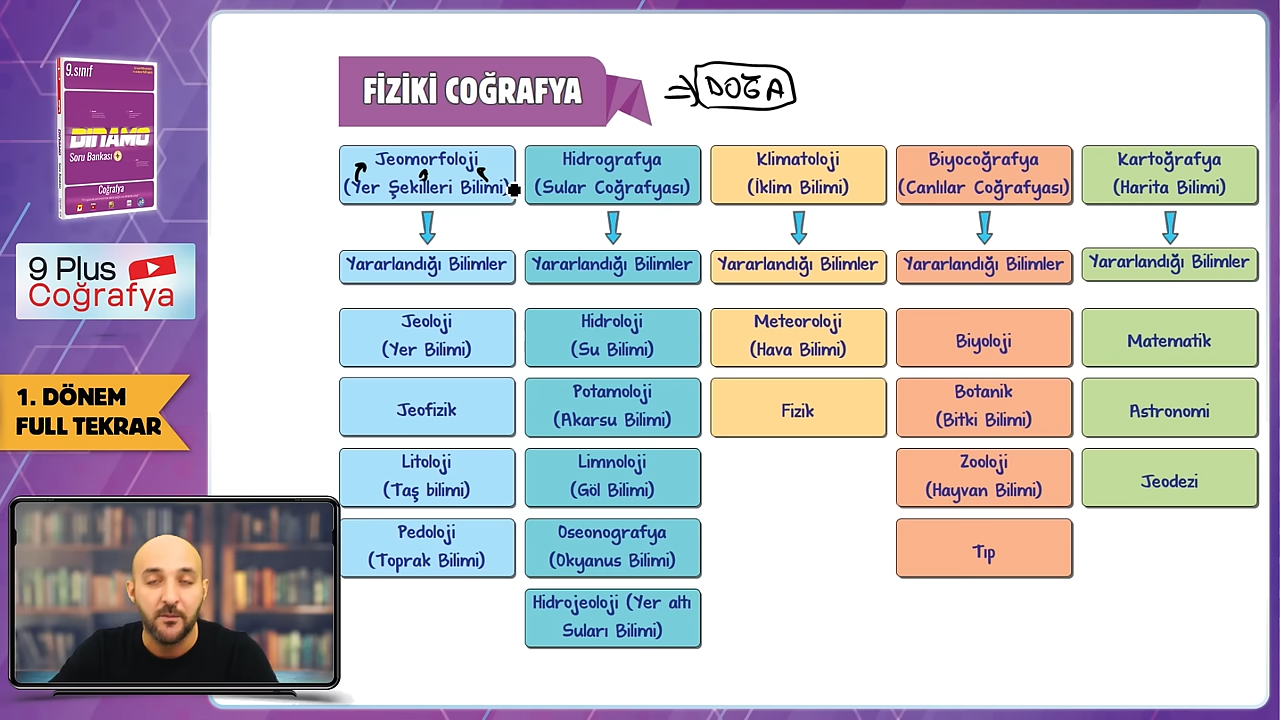 9.sınıf
DİNAMO
Soru Bankası
Coğrafya
9 Plus
Coğrafya
1. DÖNEM
FULL TEKRAR
FİZİKİ COĞRAFYA
DOĞA
Jeomorfoloji
(Yer Şekilleri Bilimi)
Yararlandığı Bilimler
Jeoloji
(Yer Bilimi)
Jeofizik
Litoloji
(Taş bilimi)
Pedoloji
(Toprak Bilimi)
Hidrografya
(Sular Coğrafyası)
Yararlandığı Bilimler
Hidroloji
(Su Bilimi)
Potamoloji
(Akarsu Bilimi)
Limnoloji
(Göl Bilimi)
Oseonografya
(Okyanus Bilimi)
Hidrojeoloji (Yer altı
Suları Bilimi)
Klimatoloji
(İklim Bilimi)
Yararlandığı Bilimler
Meteoroloji
(Hava Bilimi)
Fizik
Biyocoğrafya
(Canlılar Coğrafyası)
Yararlandığı Bilimler
Biyoloji
Botanik
(Bitki Bilimi)
Zooloji
(Hayvan Bilimi)
Tıp
Kartoğrafya
(Harita Bilimi)
Yararlandığı Bilimler
Matematik
Astronomi
Jeodezi